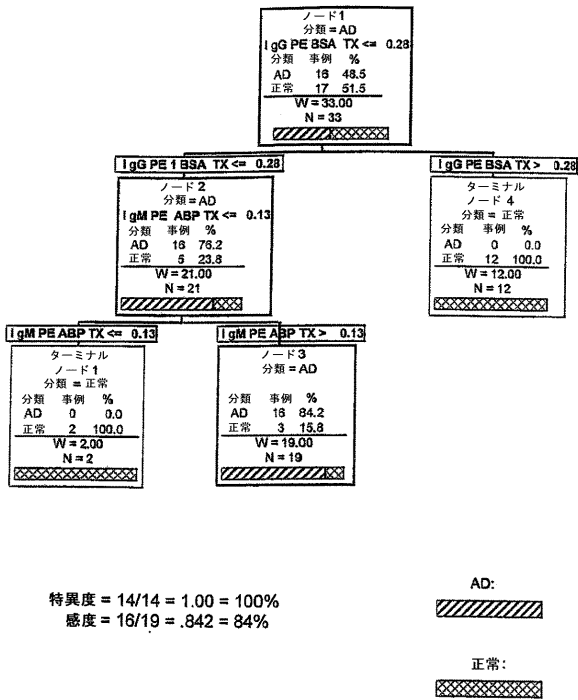 ノード1
分類=AD
IgG PE BSA TX <= 0.28
分類 事例 %
AD 16 48.5
正常 17 51.5
W = 33.00
N = 33
IgG PE 1 BSA TX <= 0.28
IgG PE BSA TX > 0.28
ノード 2
分類=AD
IgM PE ABP TX <= 0.13
分類 事例 %
AD 16 76.2
正常 5 23.8
W = 21.00
N = 21
ターミナル
ノード 4
分類 = 正常
分類 事例 %
AD 0 0.0
正常 12 100.0
W = 12.00
N = 12
IgM PE ABP TX <= 0.13
IgM PE ABP TX > 0.13
ターミナル
ノード1
分類 = 正常
分類 事例 %
AD 0 0.0
正常 2 100.0
W = 2.00
N = 2
ノード3
分類=AD
分類 事例 %
AD 16 84.2
正常 3 15.8
W = 19.00
N = 19
特異度 = 14/14 = 1.00 = 100%
感度 = 16/19 = .842 = 84%
AD:
正常: